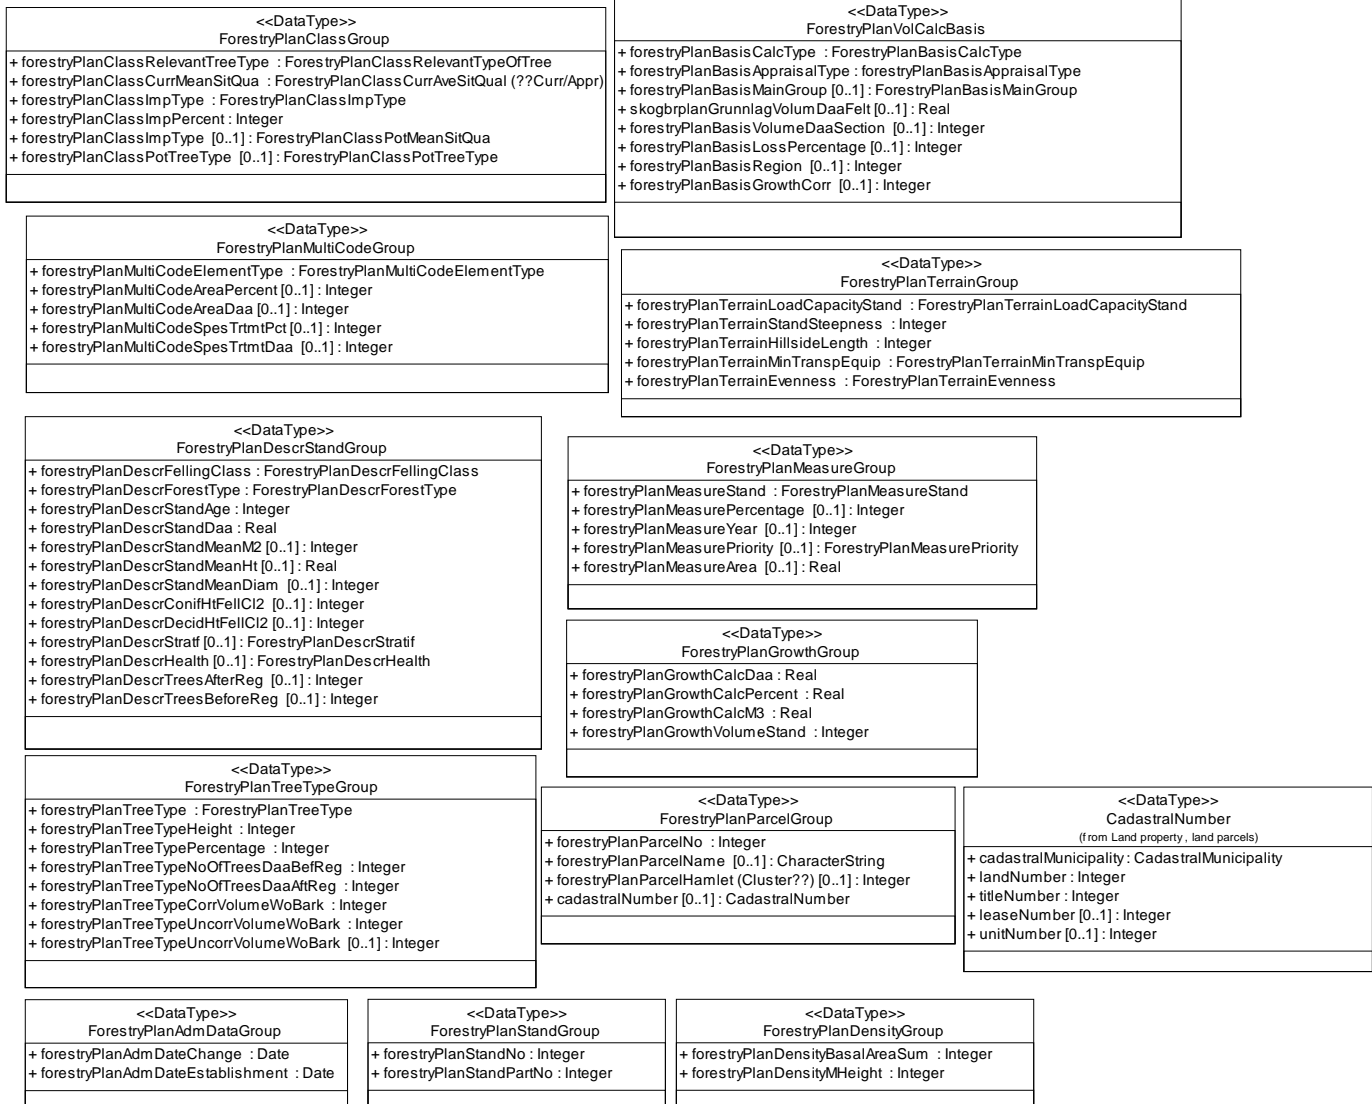 <<DataType>>
ForestryPlanClassGroup
+ forestryPlanClassRelevantTreeType : ForestryPlanClassRelevantTypeOfTree
+ forestryPlanClassCurrMeanSitQua : ForestryPlanClassCurrAveSitQual (??Curr/Appr)
+ forestryPlanClassImpType : ForestryPlanClassImpType
+ forestryPlanClassImpPercent : Integer
+ forestryPlanClassImpType [0..1] : ForestryPlanClassPotMeanSitQua
+ forestryPlanClassPotTreeType [0..1] : ForestryPlanClassPotTreeType
<<DataType>>
ForestryPlanVolCalcBasis
+ forestryPlanBasisCalcType : ForestryPlanBasisCalcType
+ forestryPlanBasisAppraisalType : forestryPlanBasisAppraisalType
+ forestryPlanBasisMainGroup [0..1] : ForestryPlanBasisMainGroup
+ skogbrplanGrunnlagVolumDaaFelt [0..1] : Real
+ forestryPlanBasisVolumeDaaSection [0..1] : Integer
+ forestryPlanBasisLossPercentage [0..1] : Integer
+ forestryPlanBasisRegion [0..1] : Integer
+ forestryPlanBasisGrowthCorr [0..1] : Integer
<<DataType>>
ForestryPlanMultiCodeGroup
+ forestryPlanMultiCodeElementType : ForestryPlanMultiCodeElementType
+ forestryPlanMultiCodeAreaPercent [0..1] : Integer
+ forestryPlanMultiCodeAreaDaa [0..1] : Integer
+ forestryPlanMultiCodeSpesTrtmtPct [0..1] : Integer
+ forestryPlanMultiCodeSpesTrtmtDaa [0..1] : Integer
<<DataType>>
ForestryPlanTerrainGroup
+ forestryPlanTerrainLoadCapacityStand : ForestryPlanTerrainLoadCapacityStand
+ forestryPlanTerrainStandSteepness : Integer
+ forestryPlanTerrainHillsideLength : Integer
+ forestryPlanTerrainMinTranspEquip : ForestryPlanTerrainMinTranspEquip
+ forestryPlanTerrainEvenness : ForestryPlanTerrainEvenness
<<DataType>>
ForestryPlanDescrStandGroup
+ forestryPlanDescrFellingClass : ForestryPlanDescrFellingClass
+ forestryPlanDescrForestType : ForestryPlanDescrForestType
+ forestryPlanDescrStandAge : Integer
+ forestryPlanDescrStandDaa : Real
+ forestryPlanDescrStandMeanM2 [0..1] : Integer
+ forestryPlanDescrStandMeanHt [0..1] : Real
+ forestryPlanDescrStandMeanDiam [0..1] : Integer
+ forestryPlanDescrConifHtFellCl2 [0..1] : Integer
+ forestryPlanDescrDecidHtFellCl2 [0..1] : Integer
+ forestryPlanDescrStratf [0..1] : ForestryPlanDescrStratif
+ forestryPlanDescrHealth [0..1] : ForestryPlanDescrHealth
+ forestryPlanDescrTreesAfterReg [0..1] : Integer
+ forestryPlanDescrTreesBeforeReg [0..1] : Integer
<<DataType>>
ForestryPlanMeasureGroup
+ forestryPlanMeasureStand : ForestryPlanMeasureStand
+ forestryPlanMeasurePercentage [0..1] : Integer
+ forestryPlanMeasureYear [0..1] : Integer
+ forestryPlanMeasurePriority [0..1] : ForestryPlanMeasurePriority
+ forestryPlanMeasureArea [0..1] : Real
<<DataType>>
ForestryPlanGrowthGroup
+ forestryPlanGrowthCalcDaa : Real
+ forestryPlanGrowthCalcPercent : Real
+ forestryPlanGrowthCalcM3 : Real
+ forestryPlanGrowthVolumeStand : Integer
<<DataType>>
ForestryPlanTreeTypeGroup
+ forestryPlanTreeType : ForestryPlanTreeType
+ forestryPlanTreeTypeHeight : Integer
+ forestryPlanTreeTypePercentage : Integer
+ forestryPlanTreeTypeNoOfTreesDaaBefReg : Integer
+ forestryPlanTreeTypeNoOfTreesDaaAftReg : Integer
+ forestryPlanTreeTypeCorrVolumeWoBark : Integer
+ forestryPlanTreeTypeUncorrVolumeWoBark : Integer
+ forestryPlanTreeTypeUncorrVolumeWoBark [0..1] : Integer
<<DataType>>
ForestryPlanParcelGroup
+ forestryPlanParcelNo : Integer
+ forestryPlanParcelName [0..1] : CharacterString
+ forestryPlanParcelHamlet (Cluster??) [0..1] : Integer
+ cadastralNumber [0..1] : CadastralNumber
<<DataType>>
CadastralNumber
(from Land property, land parcels)
+ cadastralMunicipality : CadastralMunicipality
+ landNumber : Integer
+ titleNumber : Integer
+ leaseNumber [0..1] : Integer
+ unitNumber [0..1] : Integer
<<DataType>>
ForestryPlanAdmDataGroup
+ forestryPlanAdmDateChange : Date
+ forestryPlanAdmDateEstablishment : Date
<<DataType>>
ForestryPlanStandGroup
+ forestryPlanStandNo : Integer
+ forestryPlanStandPartNo : Integer
<<DataType>>
ForestryPlanDensityGroup
+ forestryPlanDensityBasalAreaSum : Integer
+ forestryPlanDensityMHeight : Integer